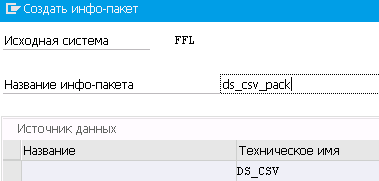 Создать инфо-пакет
Исходная система FFL
Название инфо-пакета ds_csv_pack
Источник данных
Название Техническое имя
DS_CSV